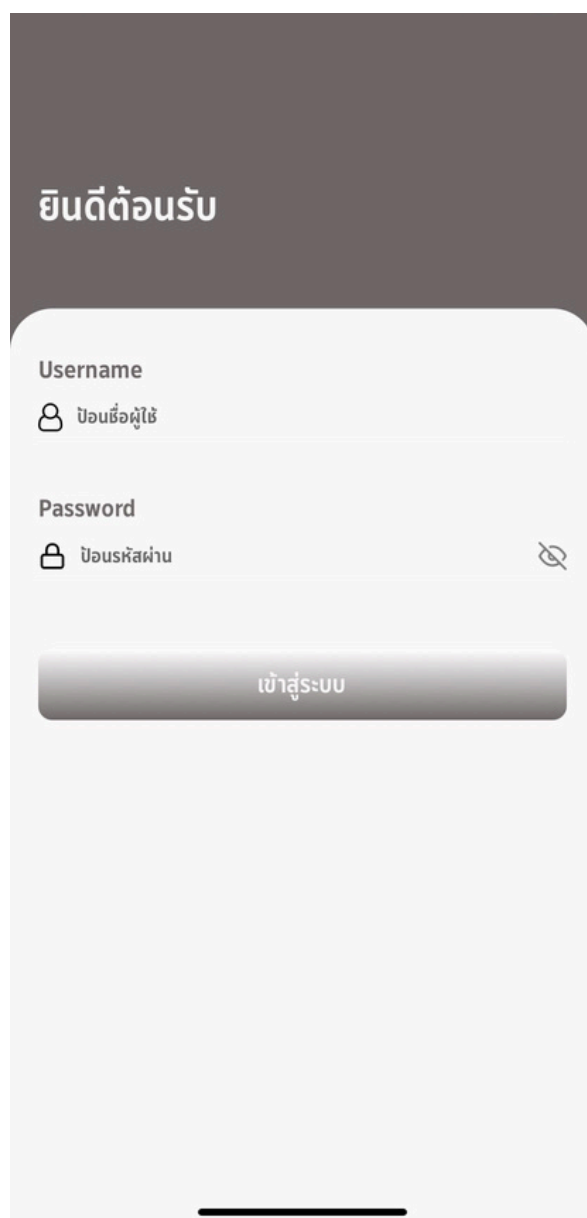 ยินดีต้อนรับ
Username
ป้อนชื่อผู้ใช้
Password
ป้อนรหัสผ่าน
เข้าสู่ระบบ